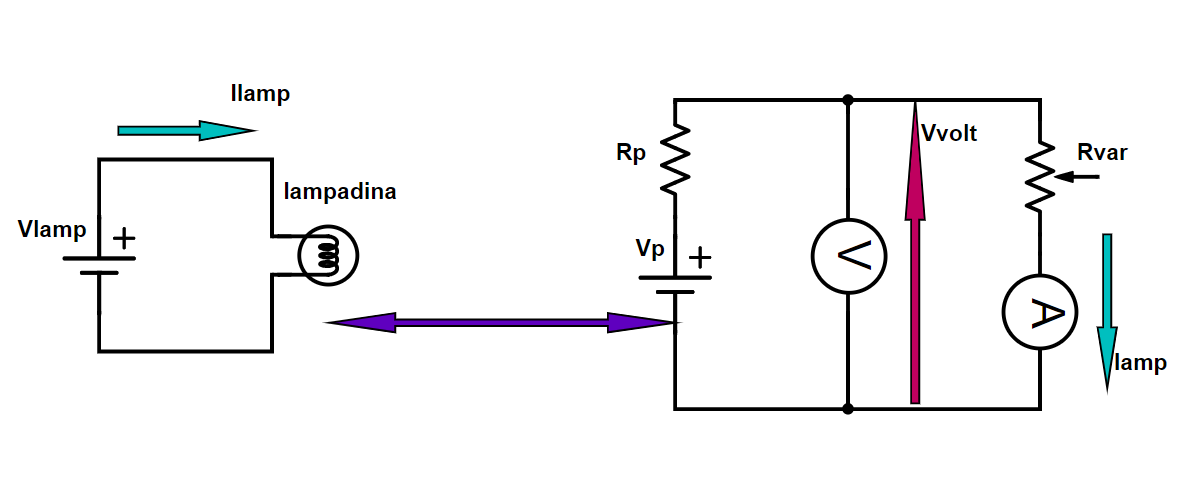 Ilamp
lampadina
Vlamp
+
Rp
Vp
+
V
Vvolt
Rvar
A
Iamp